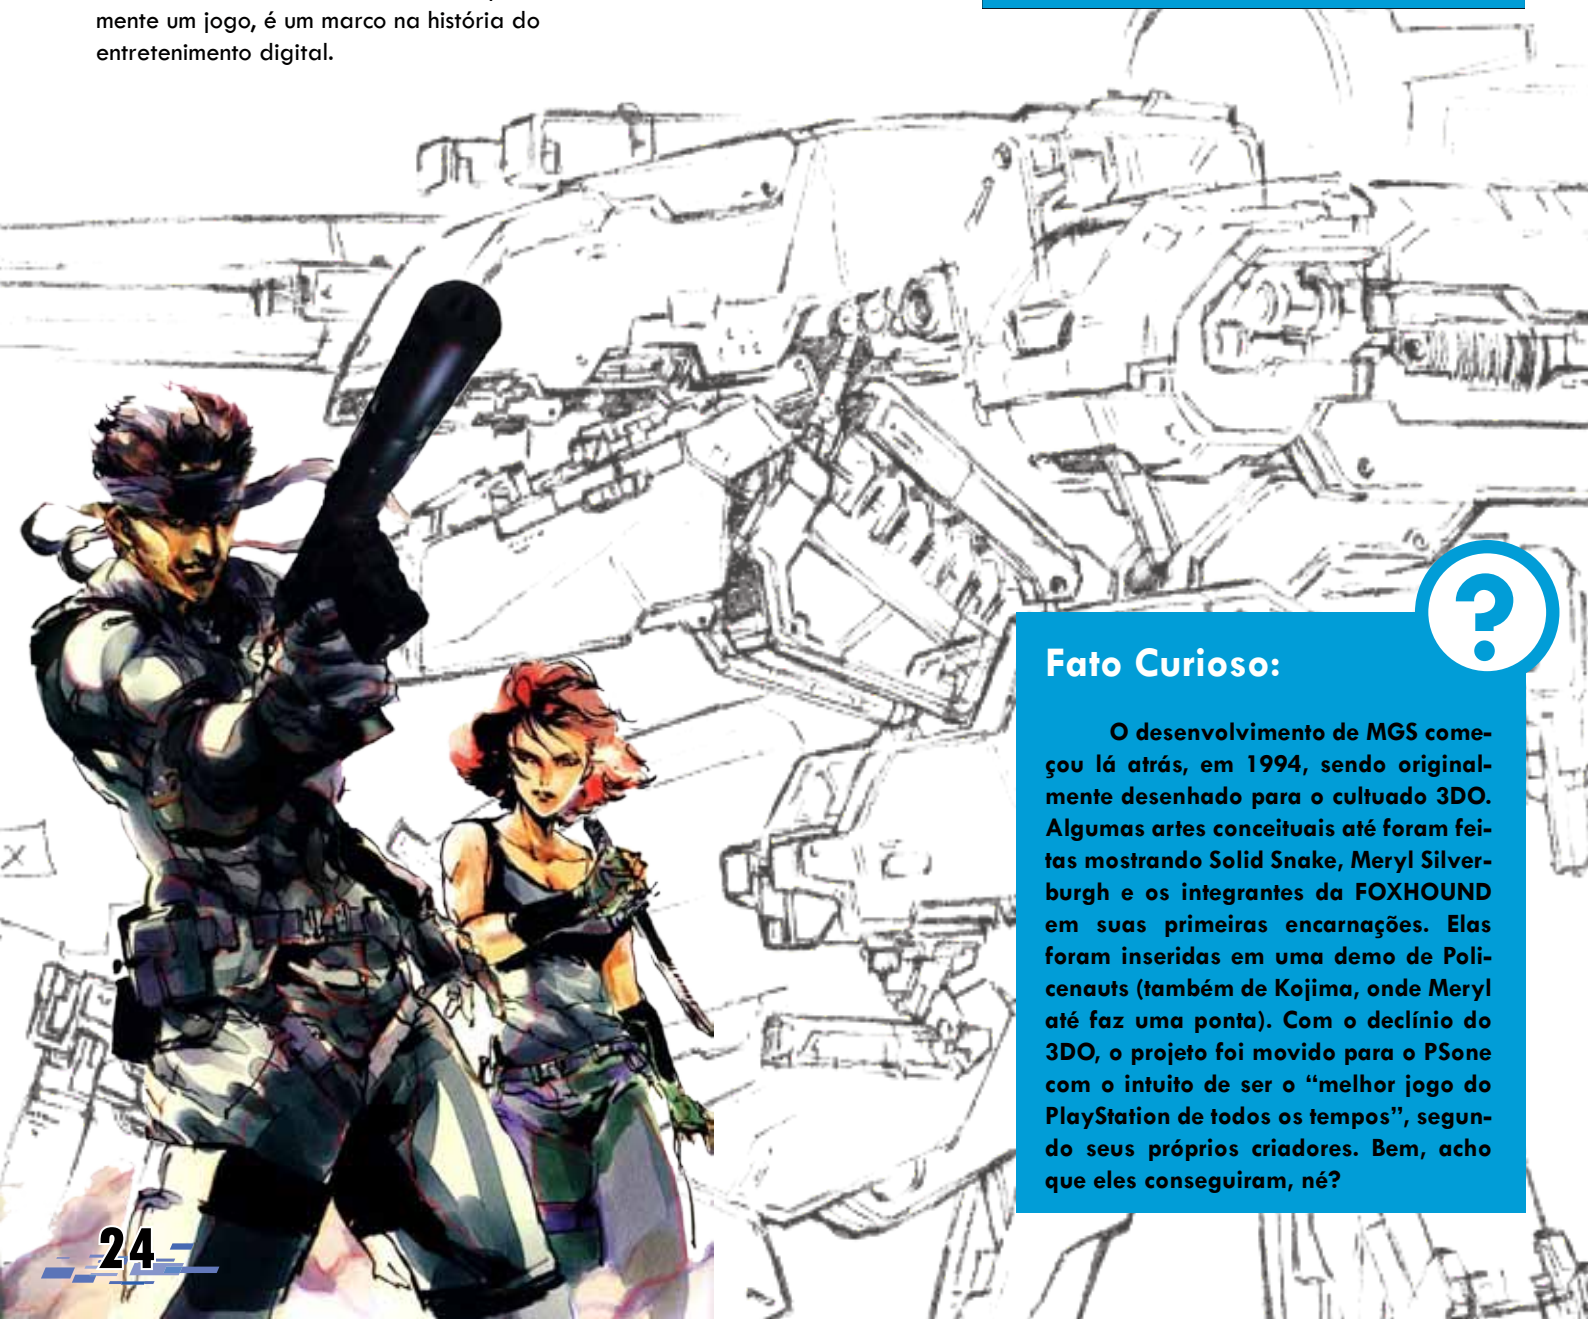 mente um jogo, é um marco na história do
entretenimento digital.
?
Fato Curioso:
O desenvolvimento de MGS come-
çou lá atrás, em 1994, sendo original-
mente desenhado para o cultuado 3DO.
Algumas artes conceituais até foram fei-
tas mostrando Solid Snake, Meryl Silver-
burgh e os integrantes da FOXHOUND
em suas primeiras encarnações. Elas
foram inseridas em uma demo de Poli-
cenauts (também de Kojima, onde Meryl
até faz uma ponta). Com o declínio do
3DO, o projeto foi movido para o PSone
com o intuito de ser o “melhor jogo do
PlayStation de todos os tempos”, segun-
do seus próprios criadores. Bem, acho
que eles conseguiram, né?
X
24